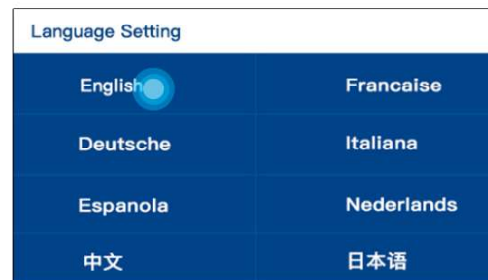 Language Setting
English Francaise
Deutsche Italiana
Espanola Nederlands
中文 日本语